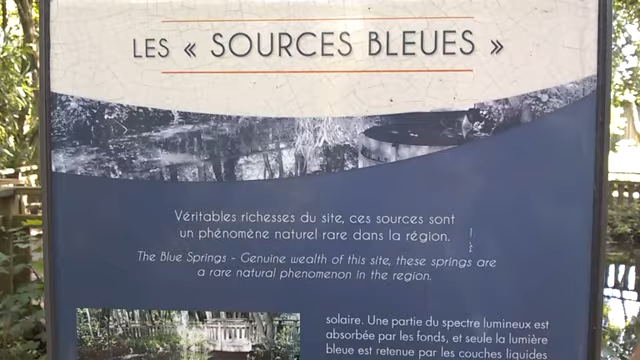 LES « SOURCES BLEUES »
Véritables richesses du site, ces sources sont
un phénomène naturel rare dans la région.
The Blue Springs - Genuine wealth of this site, these springs are
a rare natural phenomenon in the region.
solaire. Une partie du spectre lumineux est
absorbée par les fonds, et seule la lumière
bleue est retenue par les couches liquides